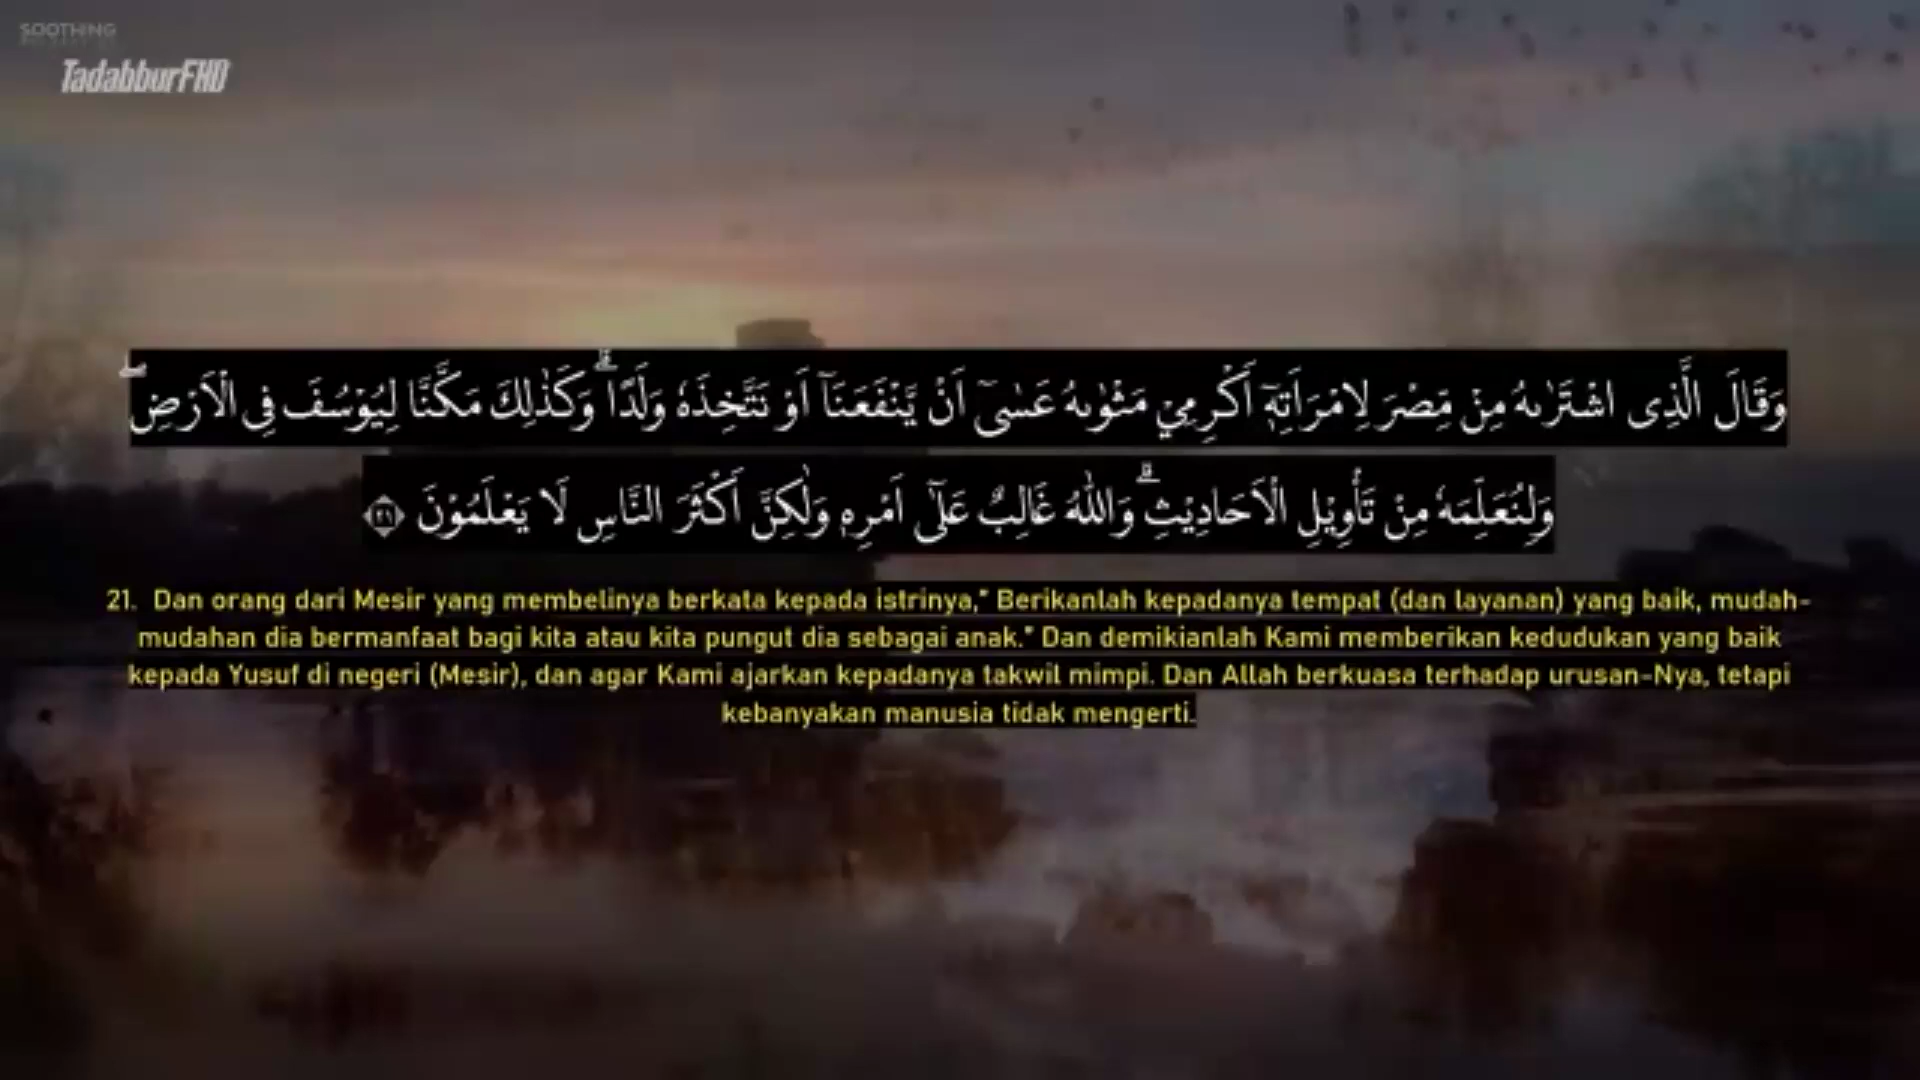 SOOTHING
TadabburFHD
وَقَالَ الَّذِى اشْتَرٰىهُ مِنْ مِّصْرَ لِامْرَاَتِهٖٓ اَكْرِمِيْ مَثْوٰىهُ عَسٰىٓ اَنْ يَّنْفَعَنَآ اَوْ نَتَّخِذَهٗ وَلَدًا ۗوَكَذٰلِكَ مَكَّنَّا لِيُوْسُفَ فِى الْاَرْضِۖ
وَلِنُعَلِّمَهٗ مِنْ تَأْوِيْلِ الْاَحَادِيْثِۗ وَاللّٰهُ غَالِبٌ عَلٰٓى اَمْرِهٖ وَلٰكِنَّ اَكْثَرَ النَّاسِ لَا يَعْلَمُوْنَ ٢١
21. Dan orang dari Mesir yang membelinya berkata kepada istrinya," Berikanlah kepadanya tempat (dan layanan) yang baik, mudah-
mudahan dia bermanfaat bagi kita atau kita pungut dia sebagai anak." Dan demikianlah Kami memberikan kedudukan yang baik
kepada Yusuf di negeri (Mesir), dan agar Kami ajarkan kepadanya takwil mimpi. Dan Allah berkuasa terhadap urusan-Nya, tetapi
kebanyakan manusia tidak mengerti.